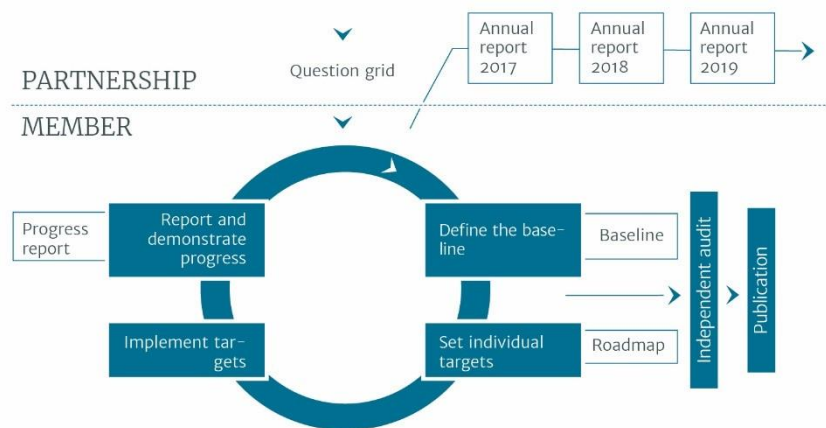 Annual
report
2017
Annual
report
2018
Annual
report
2019
Question grid
PARTNERSHIP
MEMBER
Progress
report
Report and
demonstrate
progress
Define the base-
line
Baseline
Implement tar-
gets
Set individual
targets
Roadmap
Independent audit
Publication